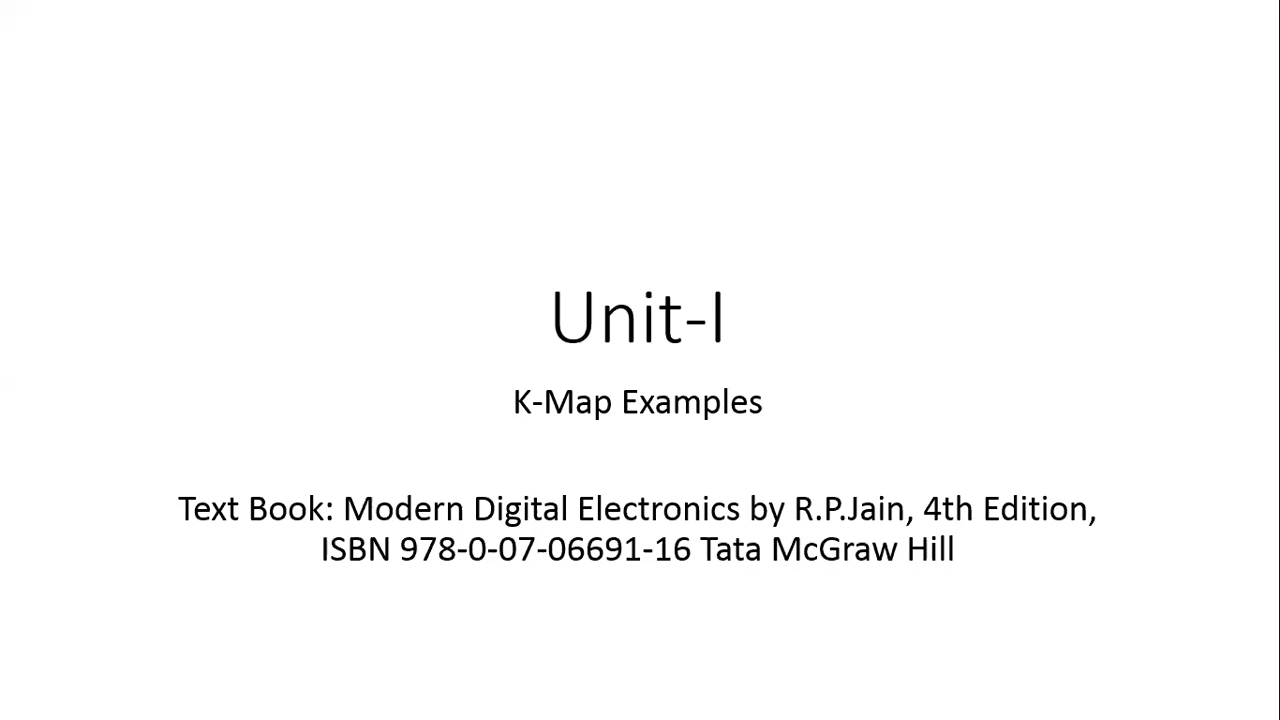 Unit-I
K-Map Examples
Text Book: Modern Digital Electronics by R.P.Jain, 4th Edition,
ISBN 978-0-07-06691-16 Tata McGraw Hill